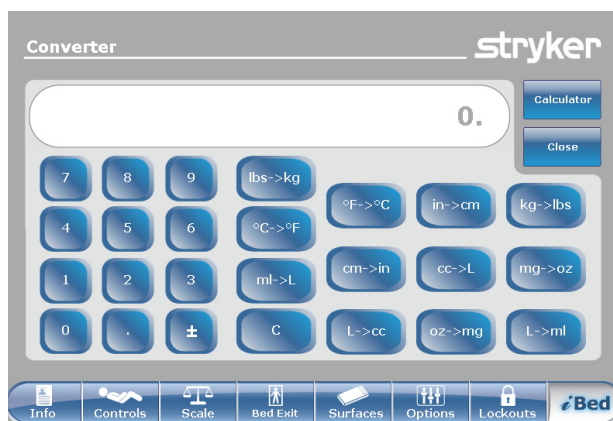 Converter
stryker
0.
Calculator
Close
7 8 9 lbs->kg
°F->°C in->cm kg->lbs
4 5 6 °C->°F
1 2 3 ml->L
cm->in cc->L mg->oz
0 . ± C
L->cc oz->mg L->ml
Info Controls Scale Bed Exit Surfaces Options Lockouts iBed